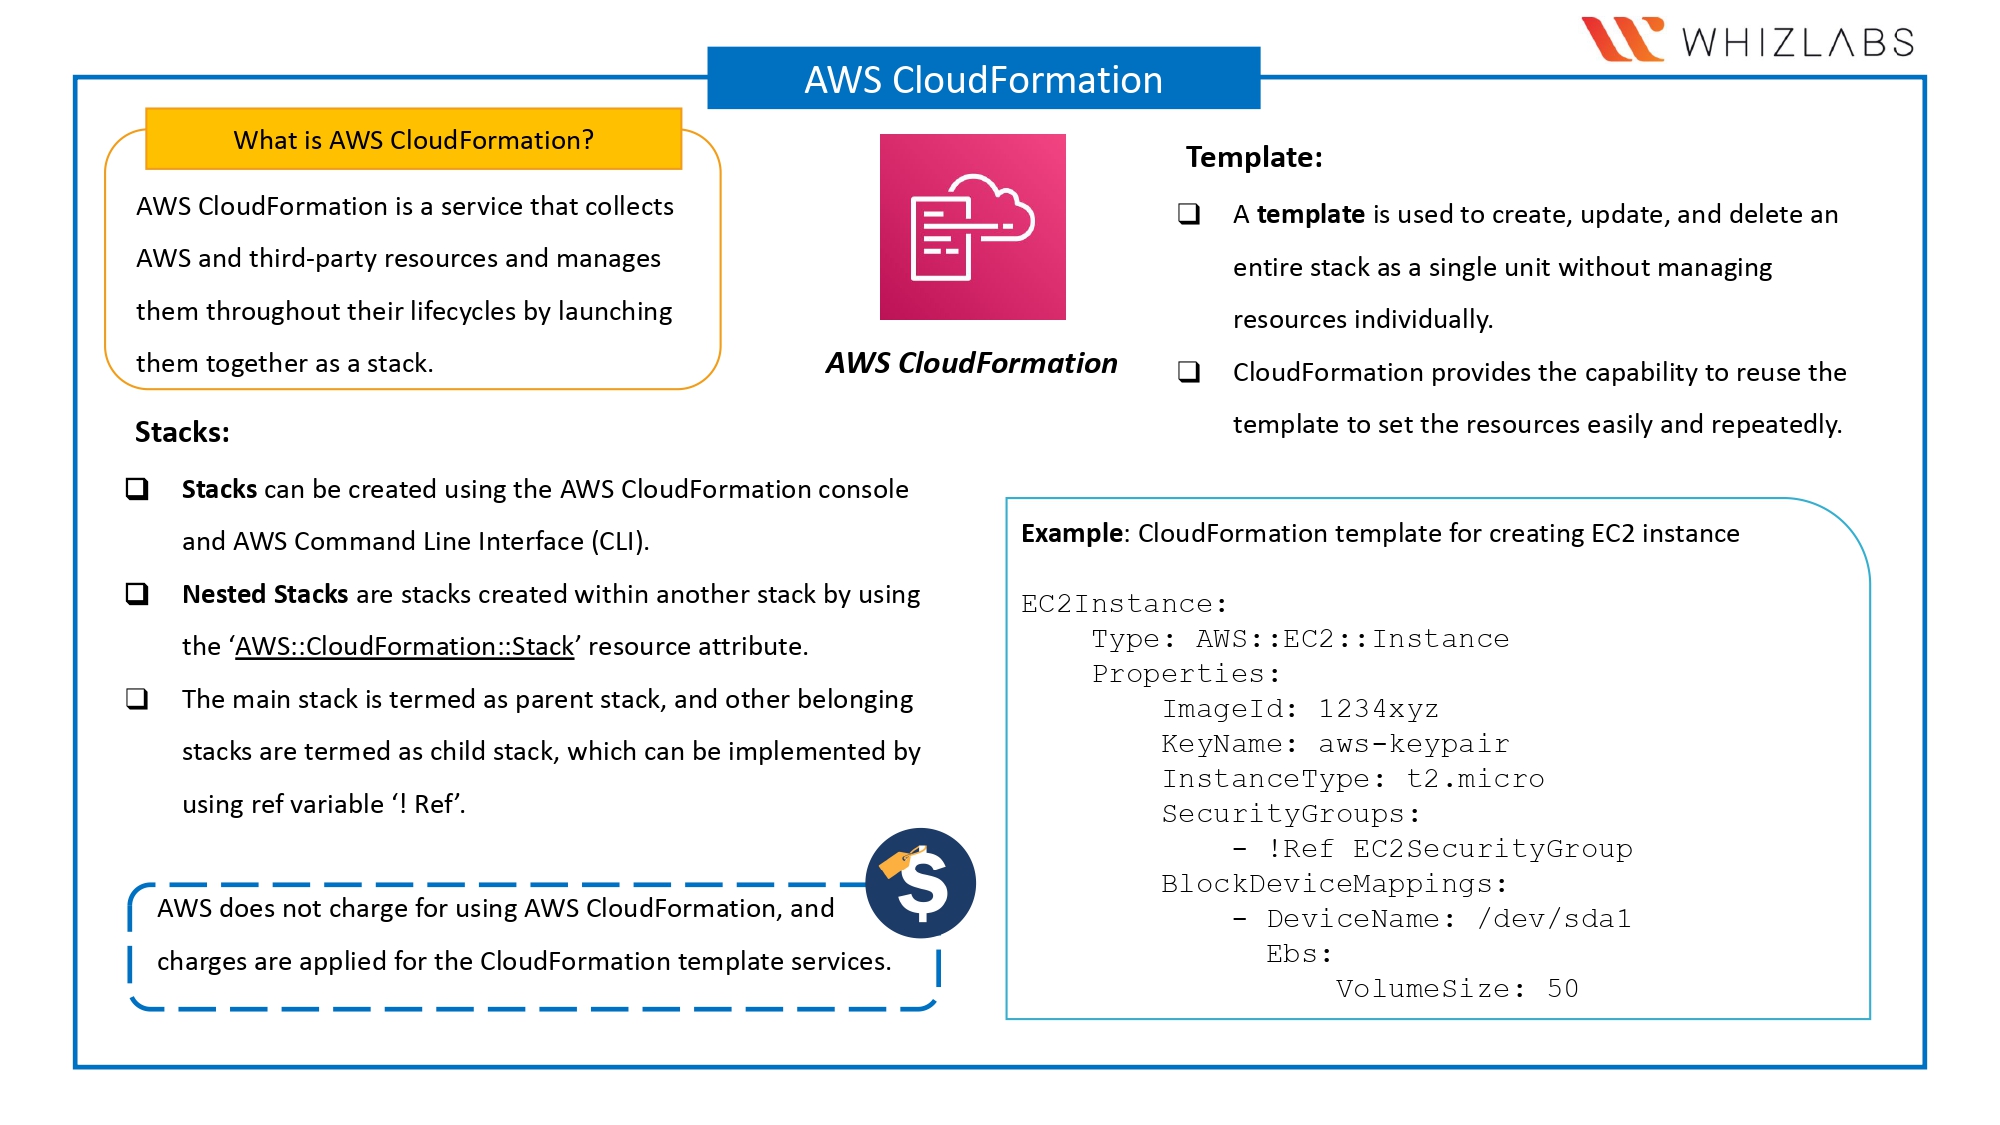 WHIZLABS
AWS CloudFormation
What is AWS CloudFormation?
AWS CloudFormation is a service that collects
AWS and third-party resources and manages
them throughout their lifecycles by launching
them together as a stack.
AWS CloudFormation
Template:
❑ A template is used to create, update, and delete an
entire stack as a single unit without managing
resources individually.
❑ CloudFormation provides the capability to reuse the
template to set the resources easily and repeatedly.
Stacks:
❑ Stacks can be created using the AWS CloudFormation console
and AWS Command Line Interface (CLI).
❑ Nested Stacks are stacks created within another stack by using
the ‘AWS::CloudFormation::Stack’ resource attribute.
❑ The main stack is termed as parent stack, and other belonging
stacks are termed as child stack, which can be implemented by
using ref variable ‘! Ref’.
$
AWS does not charge for using AWS CloudFormation, and
charges are applied for the CloudFormation template services.
Example: CloudFormation template for creating EC2 instance
EC2Instance:
    Type: AWS::EC2::Instance
    Properties:
        ImageId: 1234xyz
        KeyName: aws-keypair
        InstanceType: t2.micro
        SecurityGroups:
            - !Ref EC2SecurityGroup
        BlockDeviceMappings:
            - DeviceName: /dev/sda1
              Ebs:
                  VolumeSize: 50